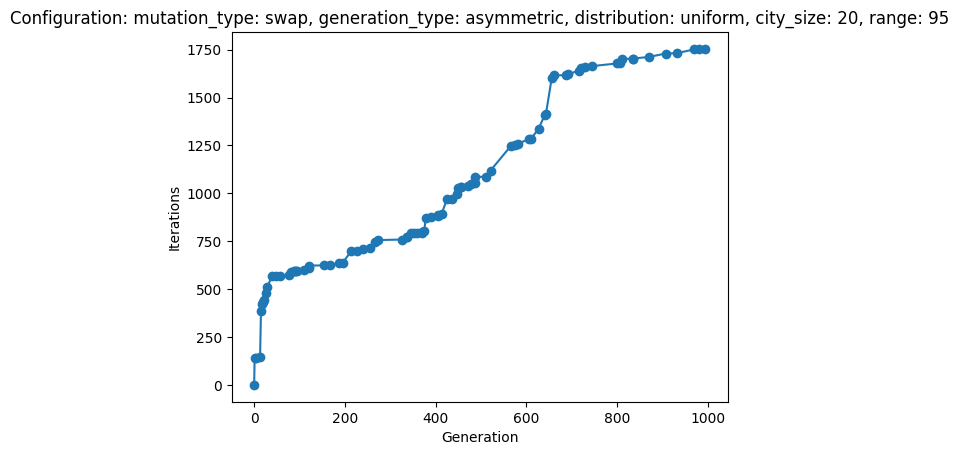 Configuration: mutation_type: swap, generation_type: asymmetric, distribution: uniform, city_size: 20, range: 95
1750
1500
1250
1000
750
500
250
0
Iterations
0 200 400 600 800 1000
Generation